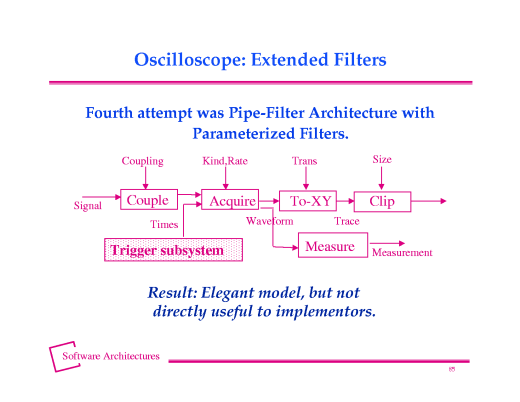 Oscilloscope: Extended Filters
Fourth attempt was Pipe-Filter Architecture with
Parameterized Filters.
Coupling Kind,Rate Trans Size
Couple Acquire To-XY Clip
Signal
Times Waveform Trace
Trigger subsystem Measure Measurement
Result: Elegant model, but not
directly useful to implementors.
Software Architectures
85